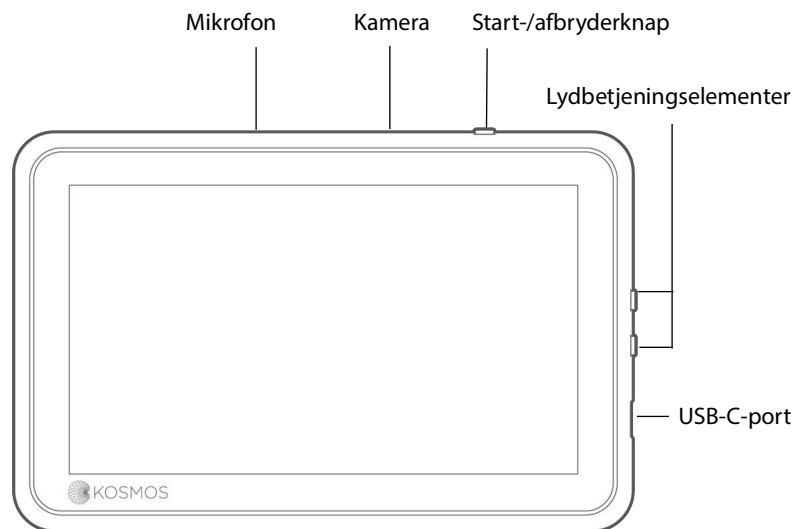 Mikrofon
Kamera
Start-/afbryderknap
Lydbetjeningselementer
USB-C-port
KOSMOS